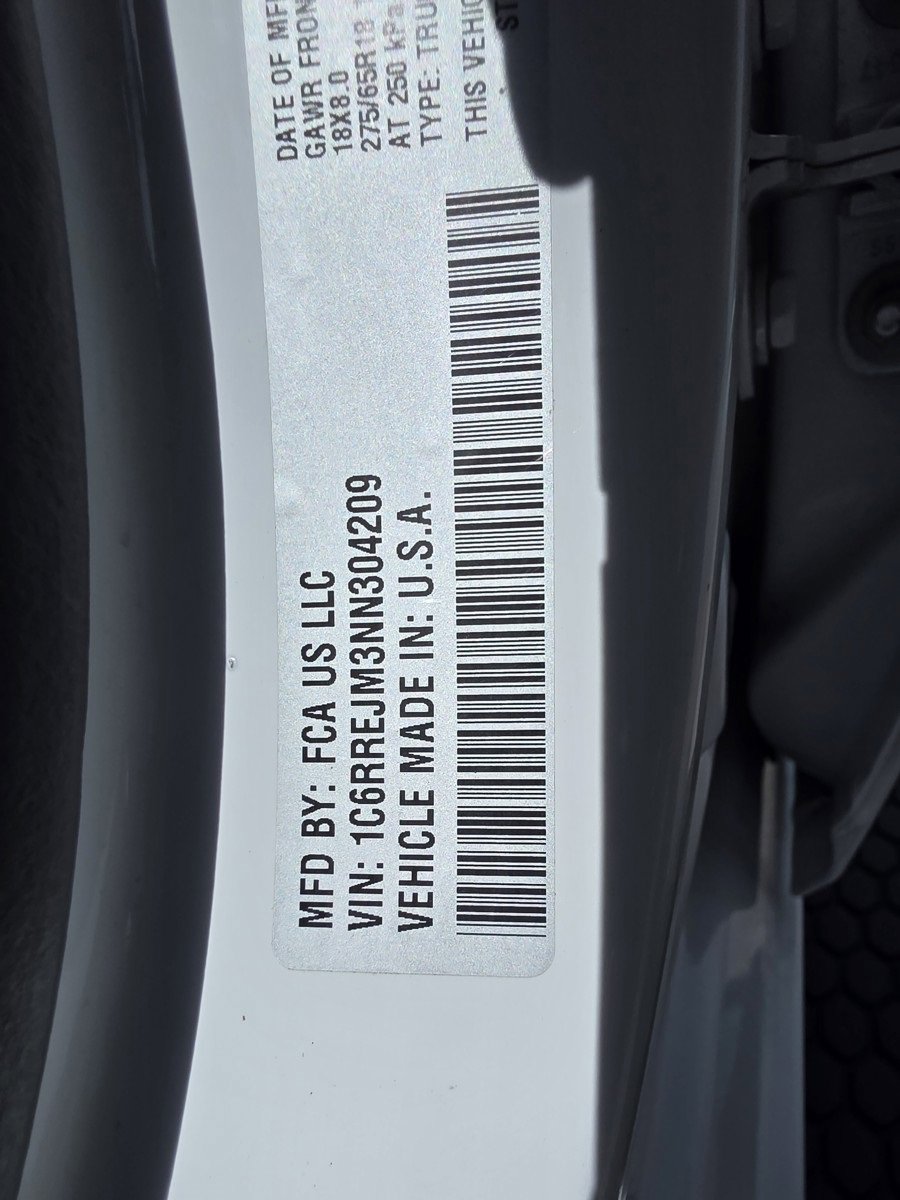 MFD BY: FCA US LLC
VIN: 1C6RREJM3NN304209
VEHICLE MADE IN: U.S.A.
DATE OF MF
GAWR FRON
18X8.0
275/65R18
AT 250 kPa
TYPE: TRU
THIS VEHIC
ST